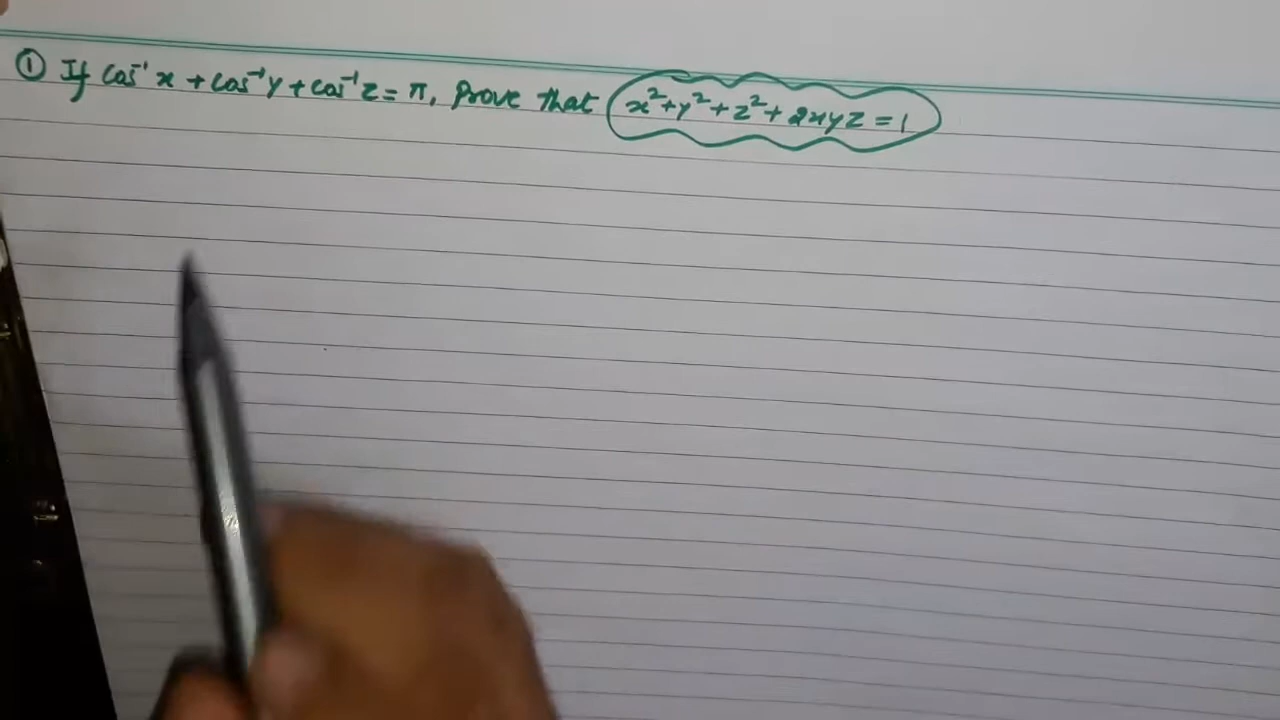 ① If cos⁻¹x + cos⁻¹y + cos⁻¹z = π, prove that x² + y² + z² + 2xyz = 1